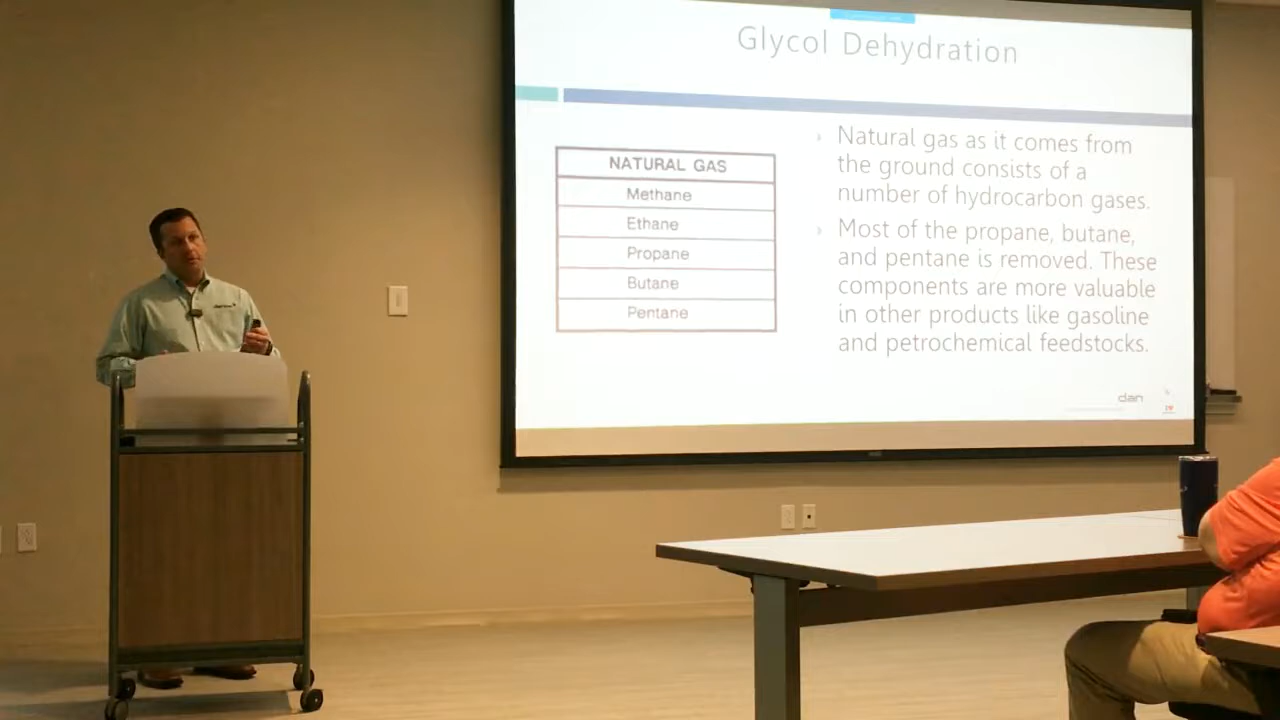 Glycol Dehydration
NATURAL GAS
Methane
Ethane
Propane
Butane
Pentane
Natural gas as it comes from
the ground consists of a
number of hydrocarbon gases.
Most of the propane, butane,
and pentane is removed. These
components are more valuable
in other products like gasoline
and petrochemical feedstocks.
dan